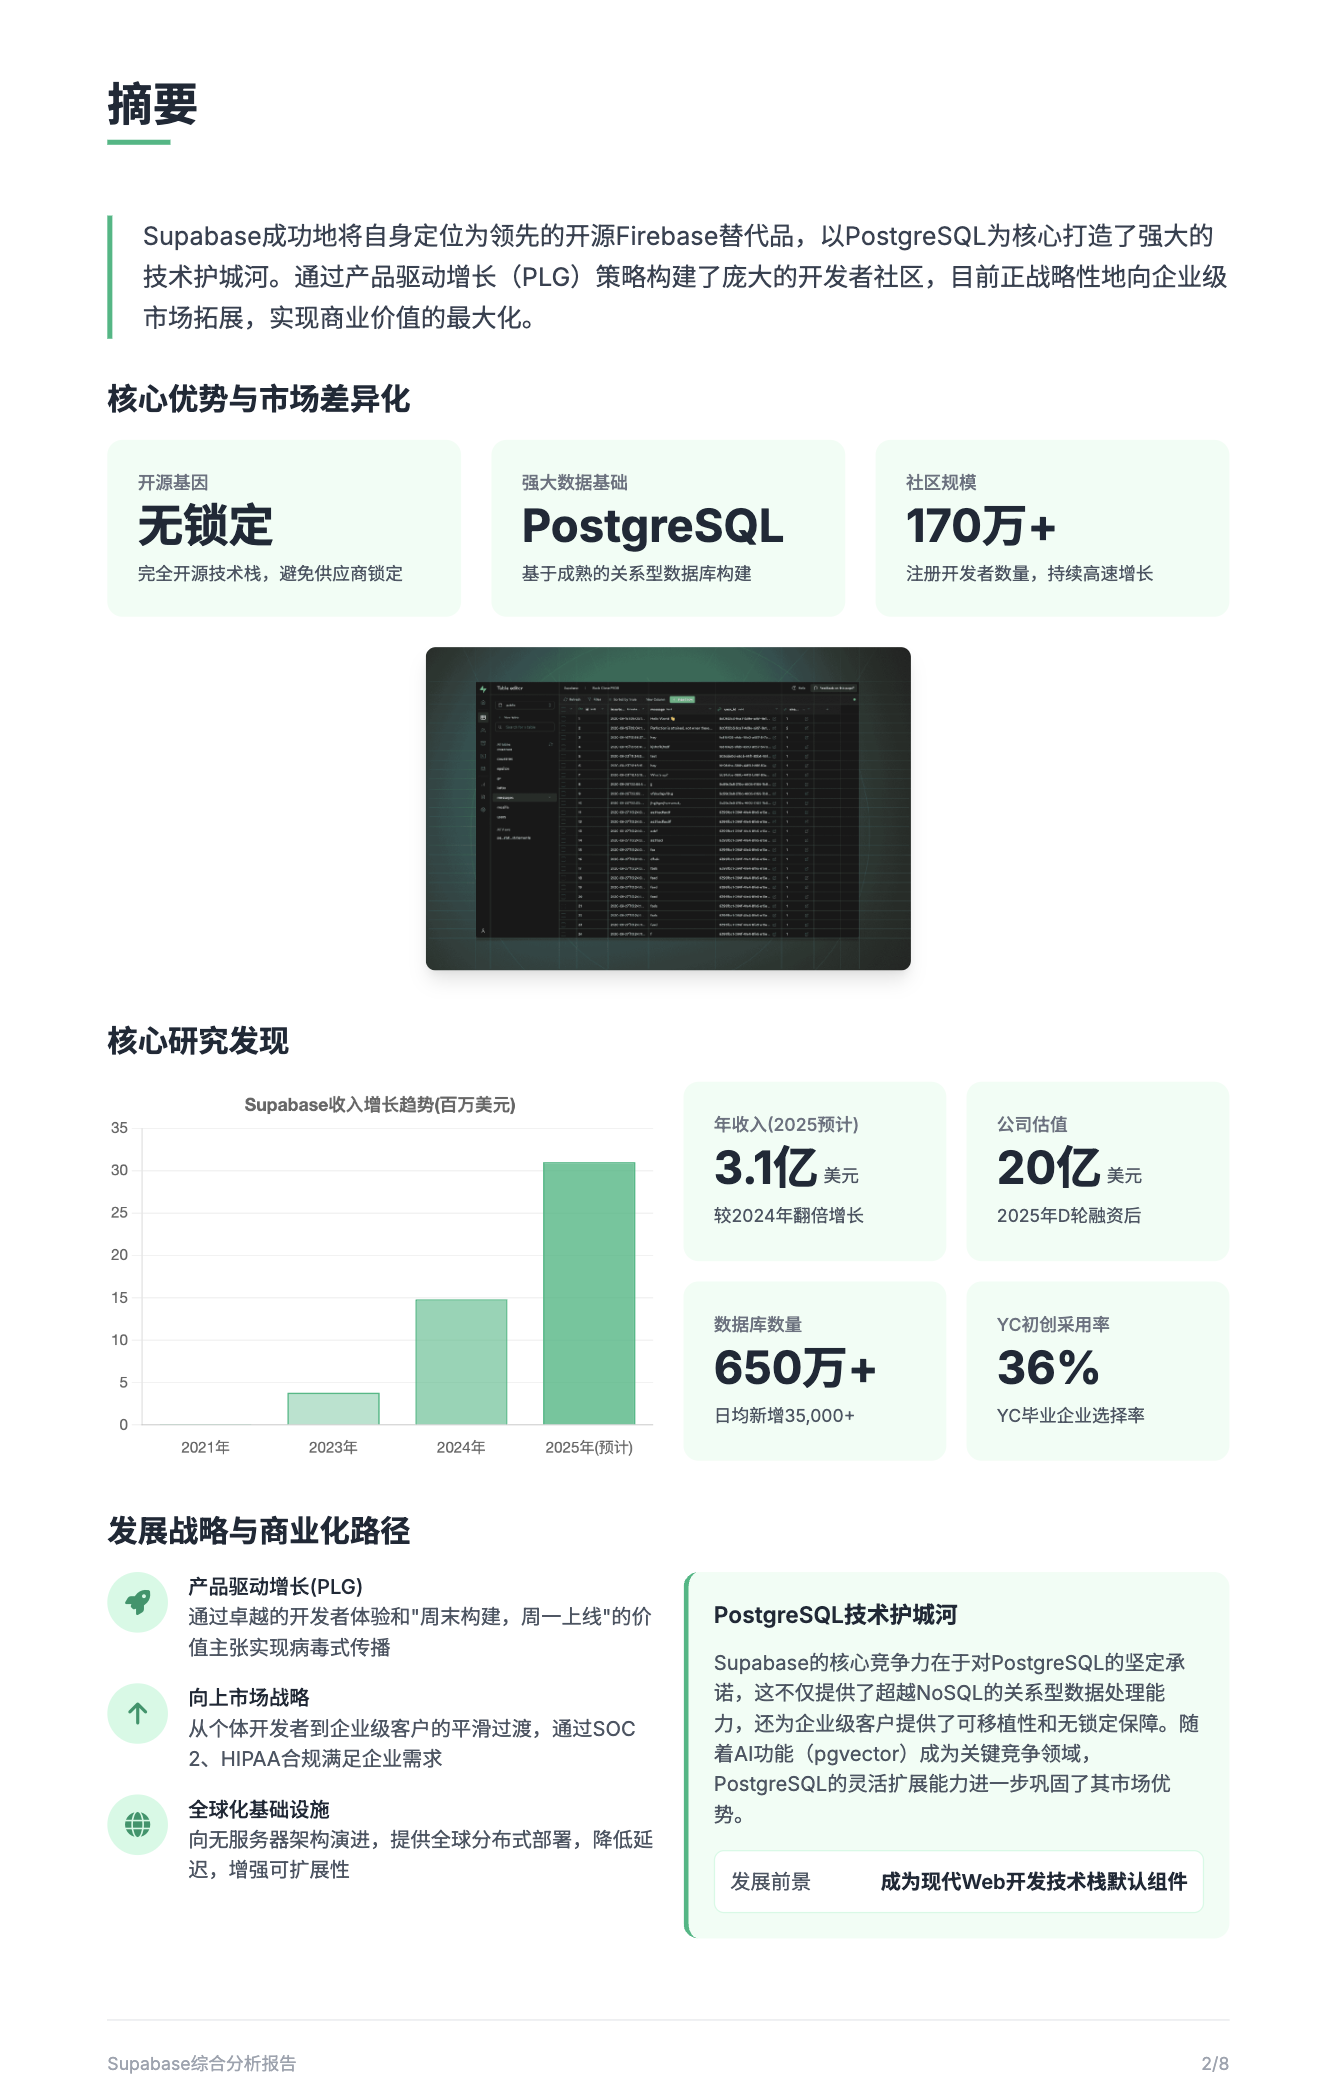 摘要
Supabase成功地将自身定位为领先的开源Firebase替代品，以PostgreSQL为核心打造了强大的
技术护城河。通过产品驱动增长（PLG）策略构建了庞大的开发者社区，目前正战略性地向企业级
市场拓展，实现商业价值的最大化。
核心优势与市场差异化
开源基因
无锁定
完全开源技术栈，避免供应商锁定
强大数据基础
PostgreSQL
基于成熟的关系型数据库构建
社区规模
170万+
注册开发者数量，持续高速增长
Table editor
核心研究发现
Supabase收入增长趋势(百万美元)
35
30
25
20
15
10
5
0
2021年
2023年
2024年
2025年(预计)
年收入(2025预计)
3.1亿 美元
较2024年翻倍增长
公司估值
20亿 美元
2025年D轮融资后
数据库数量
650万+
日均新增35,000+
YC初创采用率
36%
YC毕业企业选择率
发展战略与商业化路径
产品驱动增长(PLG)
通过卓越的开发者体验和"周末构建，周一上线"的价
值主张实现病毒式传播
向上市场战略
从个体开发者到企业级客户的平滑过渡，通过SOC
2、HIPAA合规满足企业需求
全球化基础设施
向无服务器架构演进，提供全球分布式部署，降低延
迟，增强可扩展性
PostgreSQL技术护城河
Supabase的核心竞争力在于对PostgreSQL的坚定承
诺，这不仅提供了超越NoSQL的关系型数据处理能
力，还为企业级客户提供了可移植性和无锁定保障。随
着AI功能（pgvector）成为关键竞争领域，
PostgreSQL的灵活扩展能力进一步巩固了其市场优
势。
发展前景
成为现代Web开发技术栈默认组件
Supabase综合分析报告
2/8